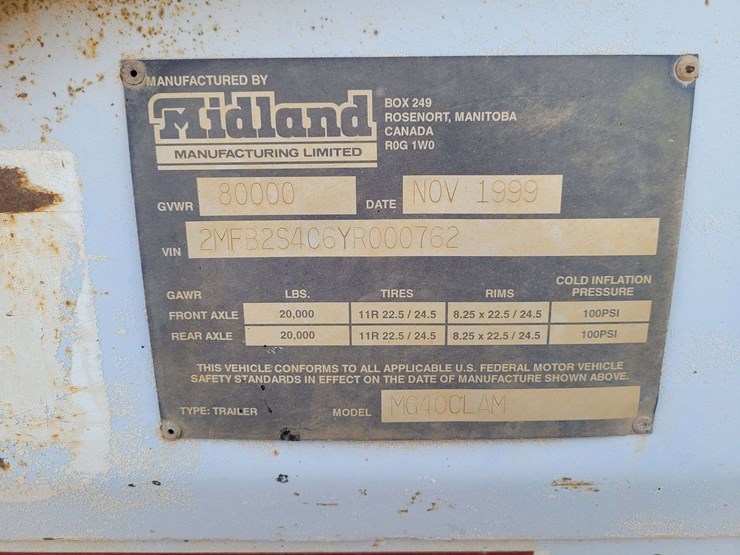 MANUFACTURED BY
Midland
MANUFACTURING LIMITED
BOX 249
ROSENORT, MANITOBA
CANADA
R0G 1W0
GVWR 80000 DATE NOV 1999
VIN 2MFB2S4C6YR000762
GAWR LBS. TIRES RIMS COLD INFLATION PRESSURE
FRONT AXLE 20,000 11R 22.5 / 24.5 8.25 x 22.5 / 24.5 100PSI
REAR AXLE 20,000 11R 22.5 / 24.5 8.25 x 22.5 / 24.5 100PSI
THIS VEHICLE CONFORMS TO ALL APPLICABLE U.S. FEDERAL MOTOR VEHICLE
SAFETY STANDARDS IN EFFECT ON THE DATE OF MANUFACTURE SHOWN ABOVE.
TYPE: TRAILER MODEL MG40CLAM